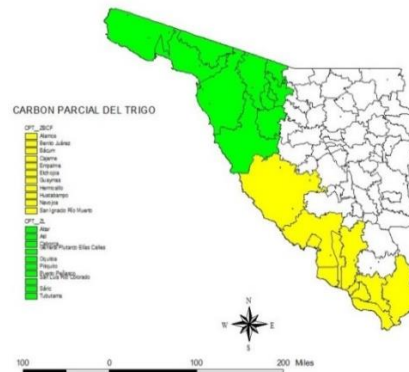 CARBON PARCIAL DEL TRIGO
CPT_ZBCP
Alamos
Benito Juárez
Bácum
Cajeme
Empalme
Etchojoa
Guaymas
Hermosillo
Huatabampo
Navojoa
San Ignacio Río Muerto
CPT_ZL
Altar
Atil
Caborca
Plutarco Elías Calles
Oquitoa
Pitiquito
Puerto Peñasco
San Luis Río Colorado
Sáric
Tubutama
N
W E
S
100 0 100 200 Miles